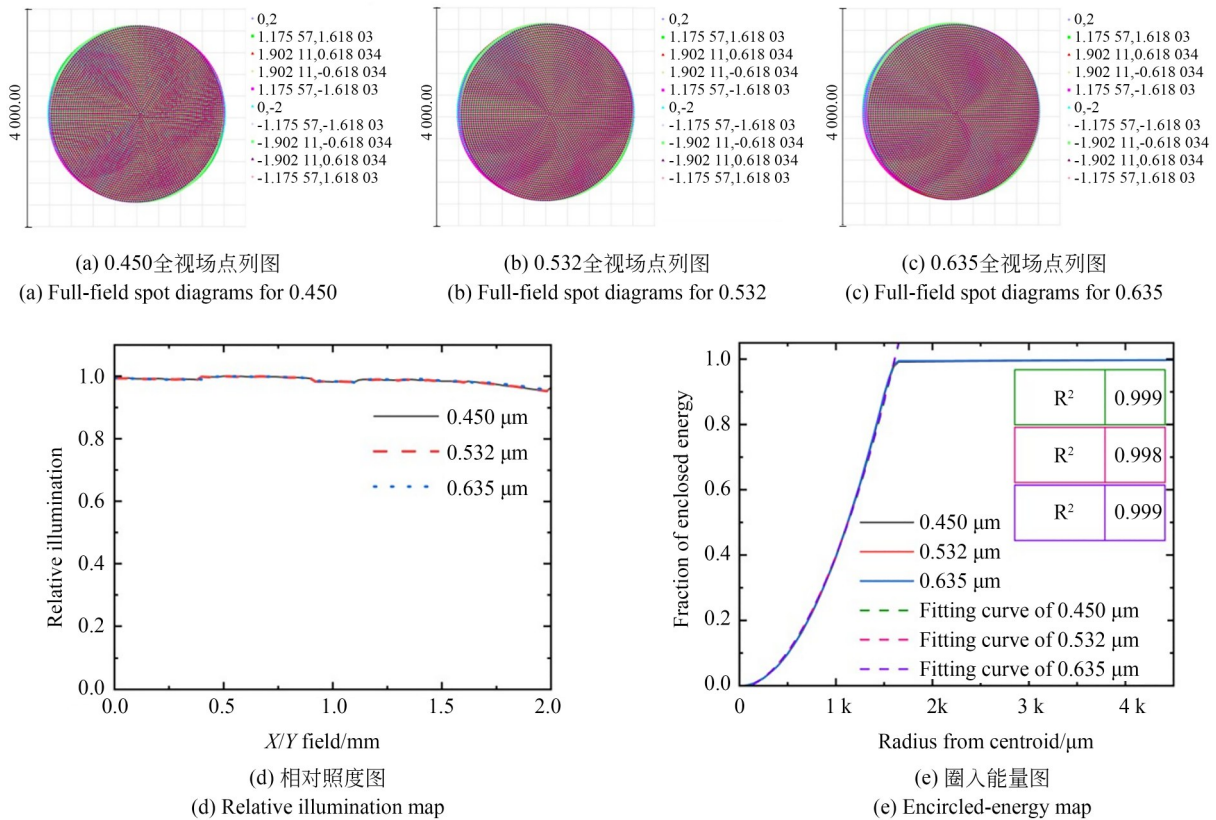 4 000.00
0,2
1.175 57,1.618 03
1.902 11,0.618 034
1.902 11,-0.618 034
1.175 57,-1.618 03
0,-2
-1.175 57,-1.618 03
-1.902 11,-0.618 034
-1.902 11,0.618 034
-1.175 57,1.618 03
4 000.00
0,2
1.175 57,1.618 03
1.902 11,0.618 034
1.902 11,-0.618 034
1.175 57,-1.618 03
0,-2
-1.175 57,-1.618 03
-1.902 11,-0.618 034
-1.902 11,0.618 034
-1.175 57,1.618 03
4 000.00
0,2
1.175 57,1.618 03
1.902 11,0.618 034
1.902 11,-0.618 034
1.175 57,-1.618 03
0,-2
-1.175 57,-1.618 03
-1.902 11,-0.618 034
-1.902 11,0.618 034
-1.175 57,1.618 03
(a) 0.450全视场点列图
(a) Full-field spot diagrams for 0.450
(b) 0.532全视场点列图
(b) Full-field spot diagrams for 0.532
(c) 0.635全视场点列图
(c) Full-field spot diagrams for 0.635
Relative illumination
1.0
0.8
0.6
0.4
0.2
0.0
0.450 μm
0.532 μm
0.635 μm
0.0 0.5 1.0 1.5 2.0
X/Y field/mm
(d) 相对照度图
(d) Relative illumination map
Fraction of enclosed energy
1.0
0.8
0.6
0.4
0.2
0.0
R² 0.999
R² 0.998
R² 0.999
0.450 μm
0.532 μm
0.635 μm
Fitting curve of 0.450 μm
Fitting curve of 0.532 μm
Fitting curve of 0.635 μm
0 1 k 2 k 3 k 4 k
Radius from centroid/μm
(e) 圈入能量图
(e) Encircled-energy map